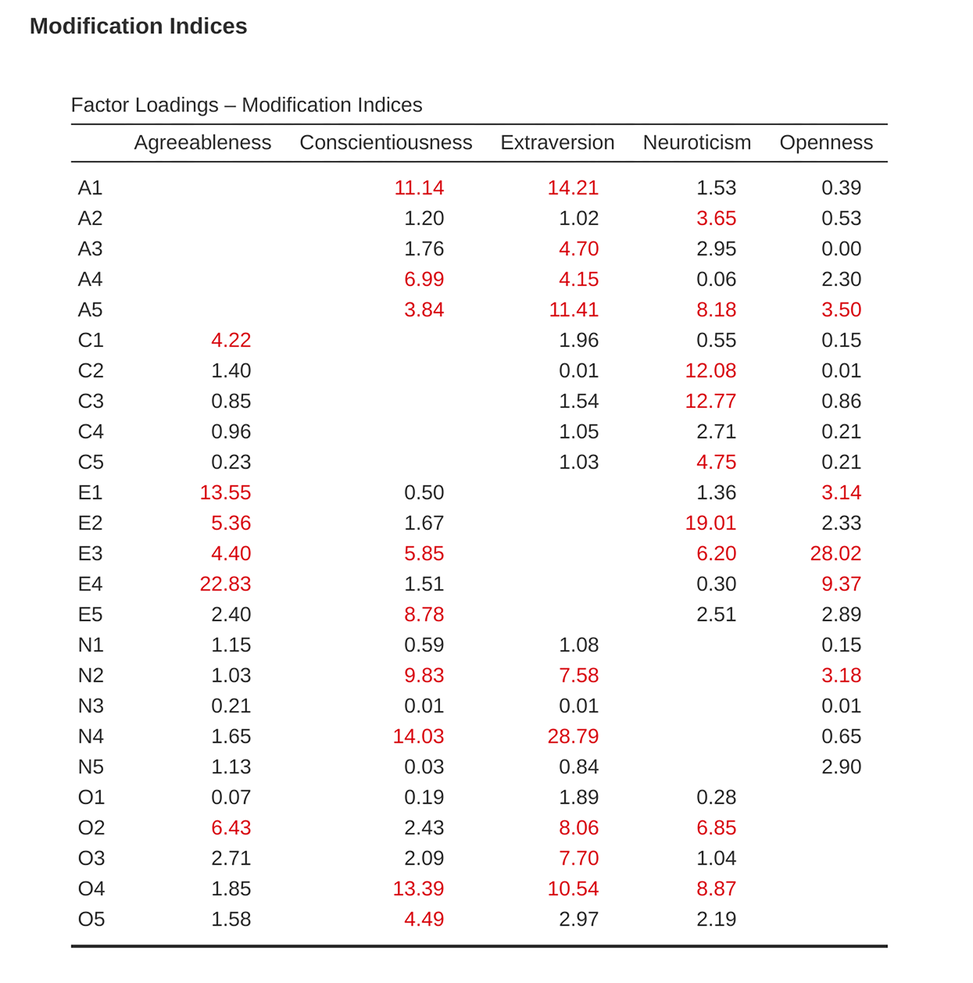 Modification Indices
Factor Loadings – Modification Indices
Agreeableness Conscientiousness Extraversion Neuroticism Openness
A1 11.14 14.21 1.53 0.39
A2 1.20 1.02 3.65 0.53
A3 1.76 4.70 2.95 0.00
A4 6.99 4.15 0.06 2.30
A5 3.84 11.41 8.18 3.50
C1 4.22 1.96 0.55 0.15
C2 1.40 0.01 12.08 0.01
C3 0.85 1.54 12.77 0.86
C4 0.96 1.05 2.71 0.21
C5 0.23 1.03 4.75 0.21
E1 13.55 0.50 1.36 3.14
E2 5.36 1.67 19.01 2.33
E3 4.40 5.85 6.20 28.02
E4 22.83 1.51 0.30 9.37
E5 2.40 8.78 2.51 2.89
N1 1.15 0.59 1.08 0.15
N2 1.03 9.83 7.58 3.18
N3 0.21 0.01 0.01 0.01
N4 1.65 14.03 28.79 0.65
N5 1.13 0.03 0.84 2.90
O1 0.07 0.19 1.89 0.28
O2 6.43 2.43 8.06 6.85
O3 2.71 2.09 7.70 1.04
O4 1.85 13.39 10.54 8.87
O5 1.58 4.49 2.97 2.19